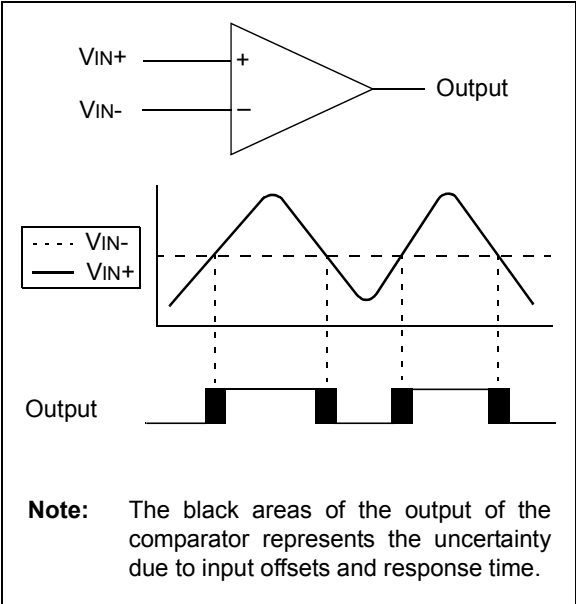 VIN+
+
Output
VIN-
–
VIN-
VIN+
Output
Note: The black areas of the output of the
comparator represents the uncertainty
due to input offsets and response time.